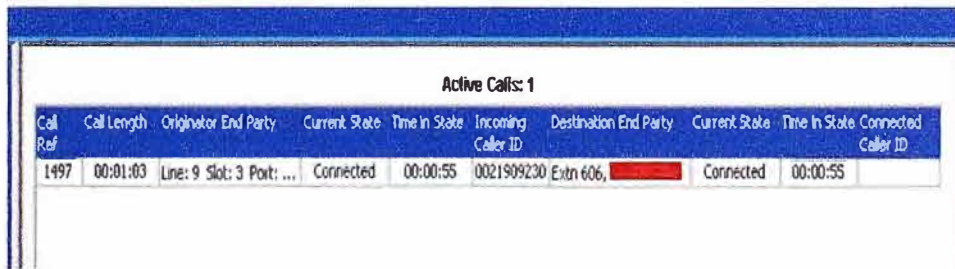 Active Calls: 1
Call Ref Call Length Originator End Party Current State Time in State Incoming Caller ID Destination End Party Current State Time in State Connected Caller ID
1497 00:01:03 Line: 9 Slot: 3 Port: ... Connected 00:00:55 0021909230 Extn 606, Connected 00:00:55